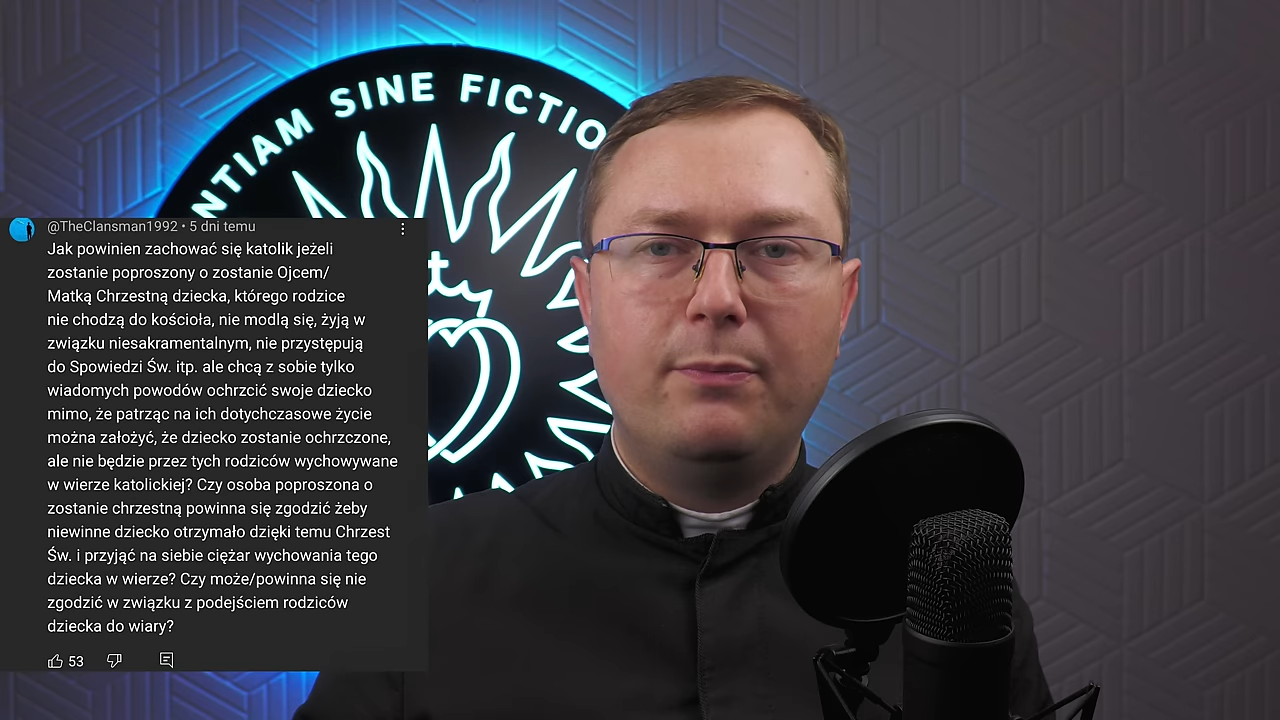 NTIAM SINE FICTIO
@TheClansman1992 • 5 dni temu
Jak powinien zachować się katolik jeżeli
zostanie poproszony o zostanie Ojcem/
Matką Chrzestną dziecka, którego rodzice
nie chodzą do kościoła, nie modlą się, żyją w
związku niesakramentalnym, nie przystępują
do Spowiedzi Św. itp. ale chcą z sobie tylko
wiadomych powodów ochrzcić swoje dziecko
mimo, że patrząc na ich dotychczasowe życie
można założyć, że dziecko zostanie ochrzczone,
ale nie będzie przez tych rodziców wychowywane
w wierze katolickiej? Czy osoba poproszona o
zostanie chrzestną powinna się zgodzić żeby
niewinne dziecko otrzymało dzięki temu Chrzest
Św. i przyjąć na siebie ciężar wychowania tego
dziecka w wierze? Czy może/powinna się nie
zgodzić w związku z podejściem rodziców
dziecka do wiary?
53